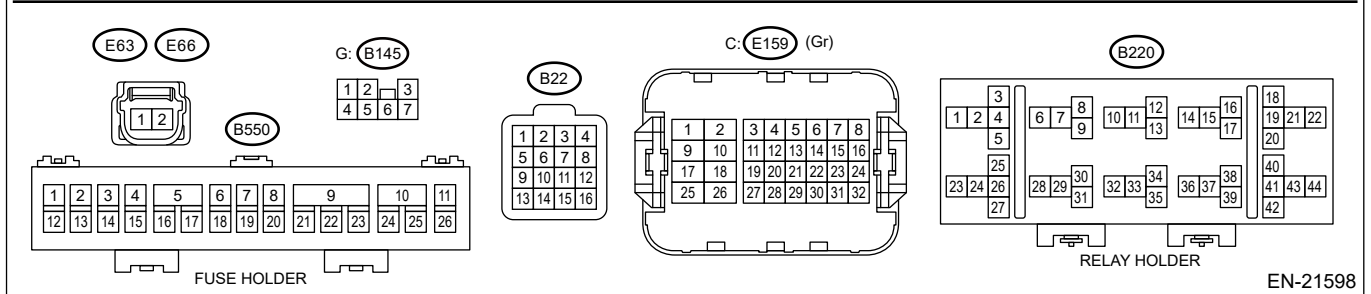 E63 E66
1 2
G: B145
1 2 3
4 5 6 7
B550
1 2 3 4 5 6 7 8 9 10 11
12 13 14 15 16 17 18 19 20 21 22 23 24 25 26
FUSE HOLDER
B22
1 2 3 4
5 6 7 8
9 10 11 12
13 14 15 16
C: E159 (Gr)
1 2 3 4 5 6 7 8
9 10 11 12 13 14 15 16
17 18 19 20 21 22 23 24
25 26 27 28 29 30 31 32
B220
3 8 12 16 18
1 2 4 6 7 10 11 14 15 19 21 22
5 9 13 17 20
25 30 34 38 40
23 24 26 28 29 32 33 36 37 41 43 44
27 31 35 39 42
RELAY HOLDER
EN-21598